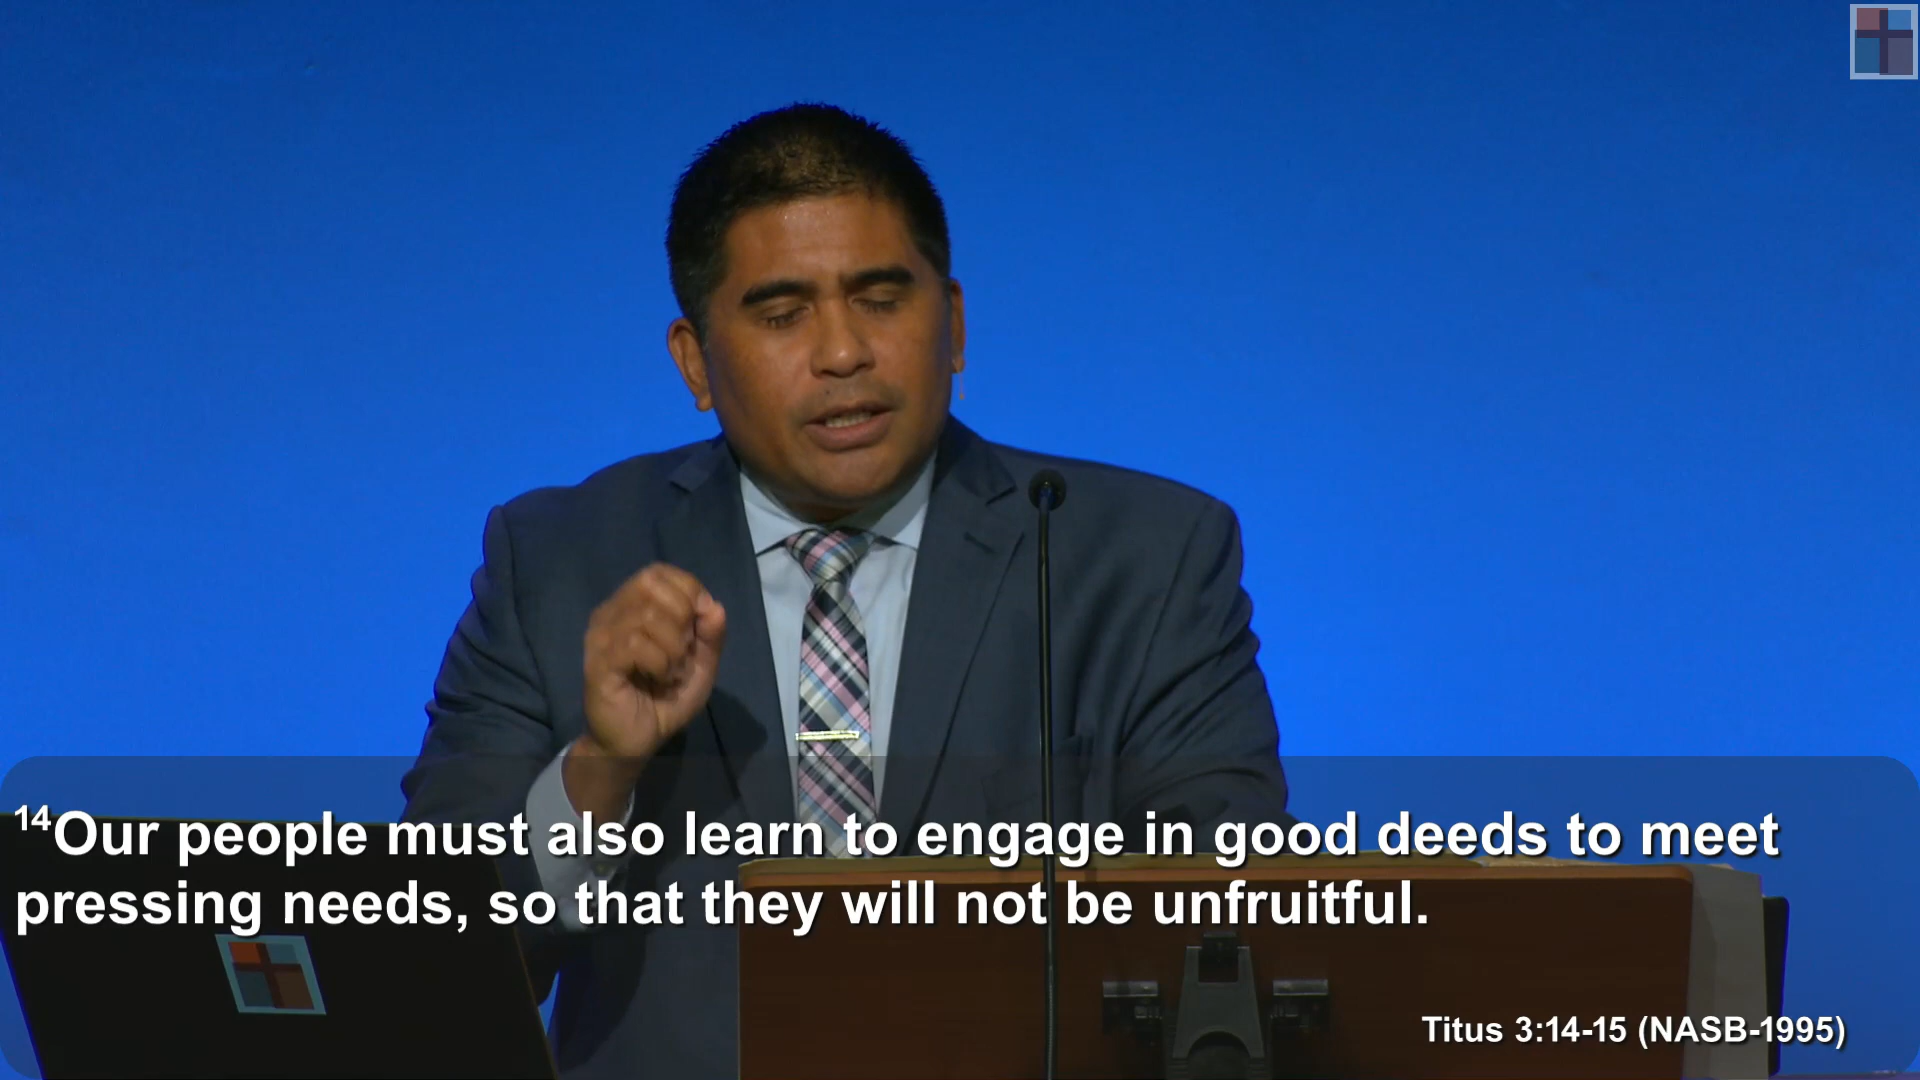 ¹⁴Our people must also learn to engage in good deeds to meet
pressing needs, so that they will not be unfruitful.
Titus 3:14-15 (NASB-1995)